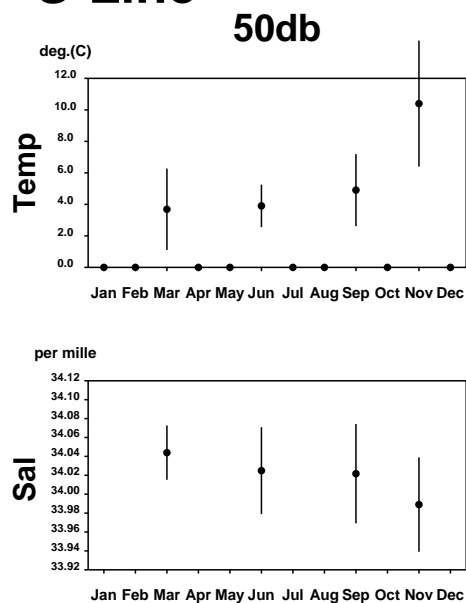 50db
deg.(C)
12.0
10.0
8.0
6.0
4.0
2.0
0.0
Temp
Jan Feb Mar Apr May Jun Jul Aug Sep Oct Nov Dec
per mille
34.12
34.10
34.08
34.06
34.04
34.02
34.00
33.96
33.94
33.92
Sal
Jan Feb Mar Apr May Jun Jul Aug Sep Oct Nov Dec